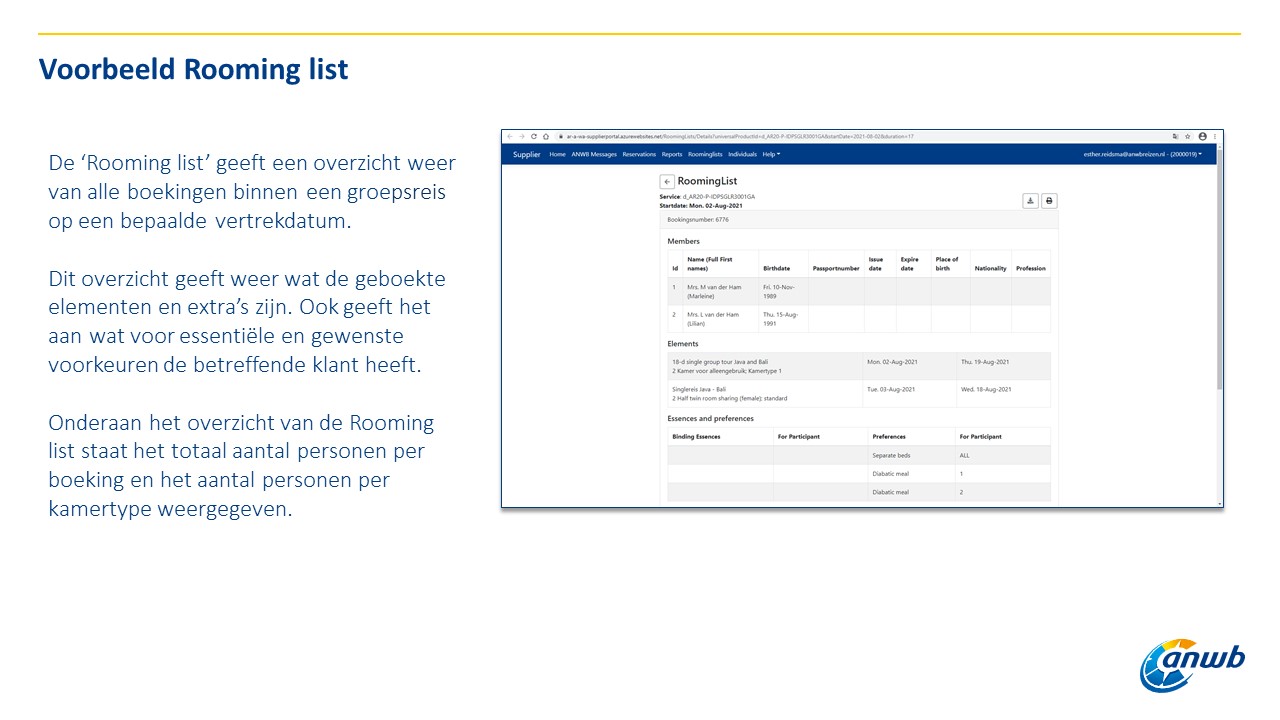 Voorbeeld Rooming list
De ‘Rooming list’ geeft een overzicht weer
van alle boekingen binnen een groepsreis
op een bepaalde vertrekdatum.
Dit overzicht geeft weer wat de geboekte
elementen en extra’s zijn. Ook geeft het
aan wat voor essentiële en gewenste
voorkeuren de betreffende klant heeft.
Onderaan het overzicht van de Rooming
list staat het totaal aantal personen per
boeking en het aantal personen per
kamertype weergegeven.
ar-a-wa-supplierportal.azurewebsites.net/RoomingLists/Details?universalProductId=d_AR20-P-IDPSGLR3001GA&startDate=2021-08-02&duration=17
Supplier Home ANWB Messages Reservations Reports Roominglists Individuals Help esther.reidsma@anwbreizen.nl - (2000019)
RoomingList
Service: d_AR20-P-IDPSGLR3001GA
Startdate: Mon. 02-Aug-2021
Bookingsnumber: 6776
Members
Id Name (Full First names) Birthdate Passportnumber Issue date Expire date Place of birth Nationality Profession
1 Mrs. M van der Ham (Marleine) Fri. 10-Nov-1989
2 Mrs. L van der Ham (Lilian) Thu. 15-Aug-1991
Elements
18-d single group tour Java and Bali Mon. 02-Aug-2021 Thu. 19-Aug-2021
2 Kamer voor alleengebruik; Kamertype 1
Singlereis Java - Bali Tue. 03-Aug-2021 Wed. 18-Aug-2021
2 Half twin room sharing (female); standard
Essences and preferences
Binding Essences For Participant Preferences For Participant
Separate beds ALL
Diabatic meal 1
Diabatic meal 2
anwb